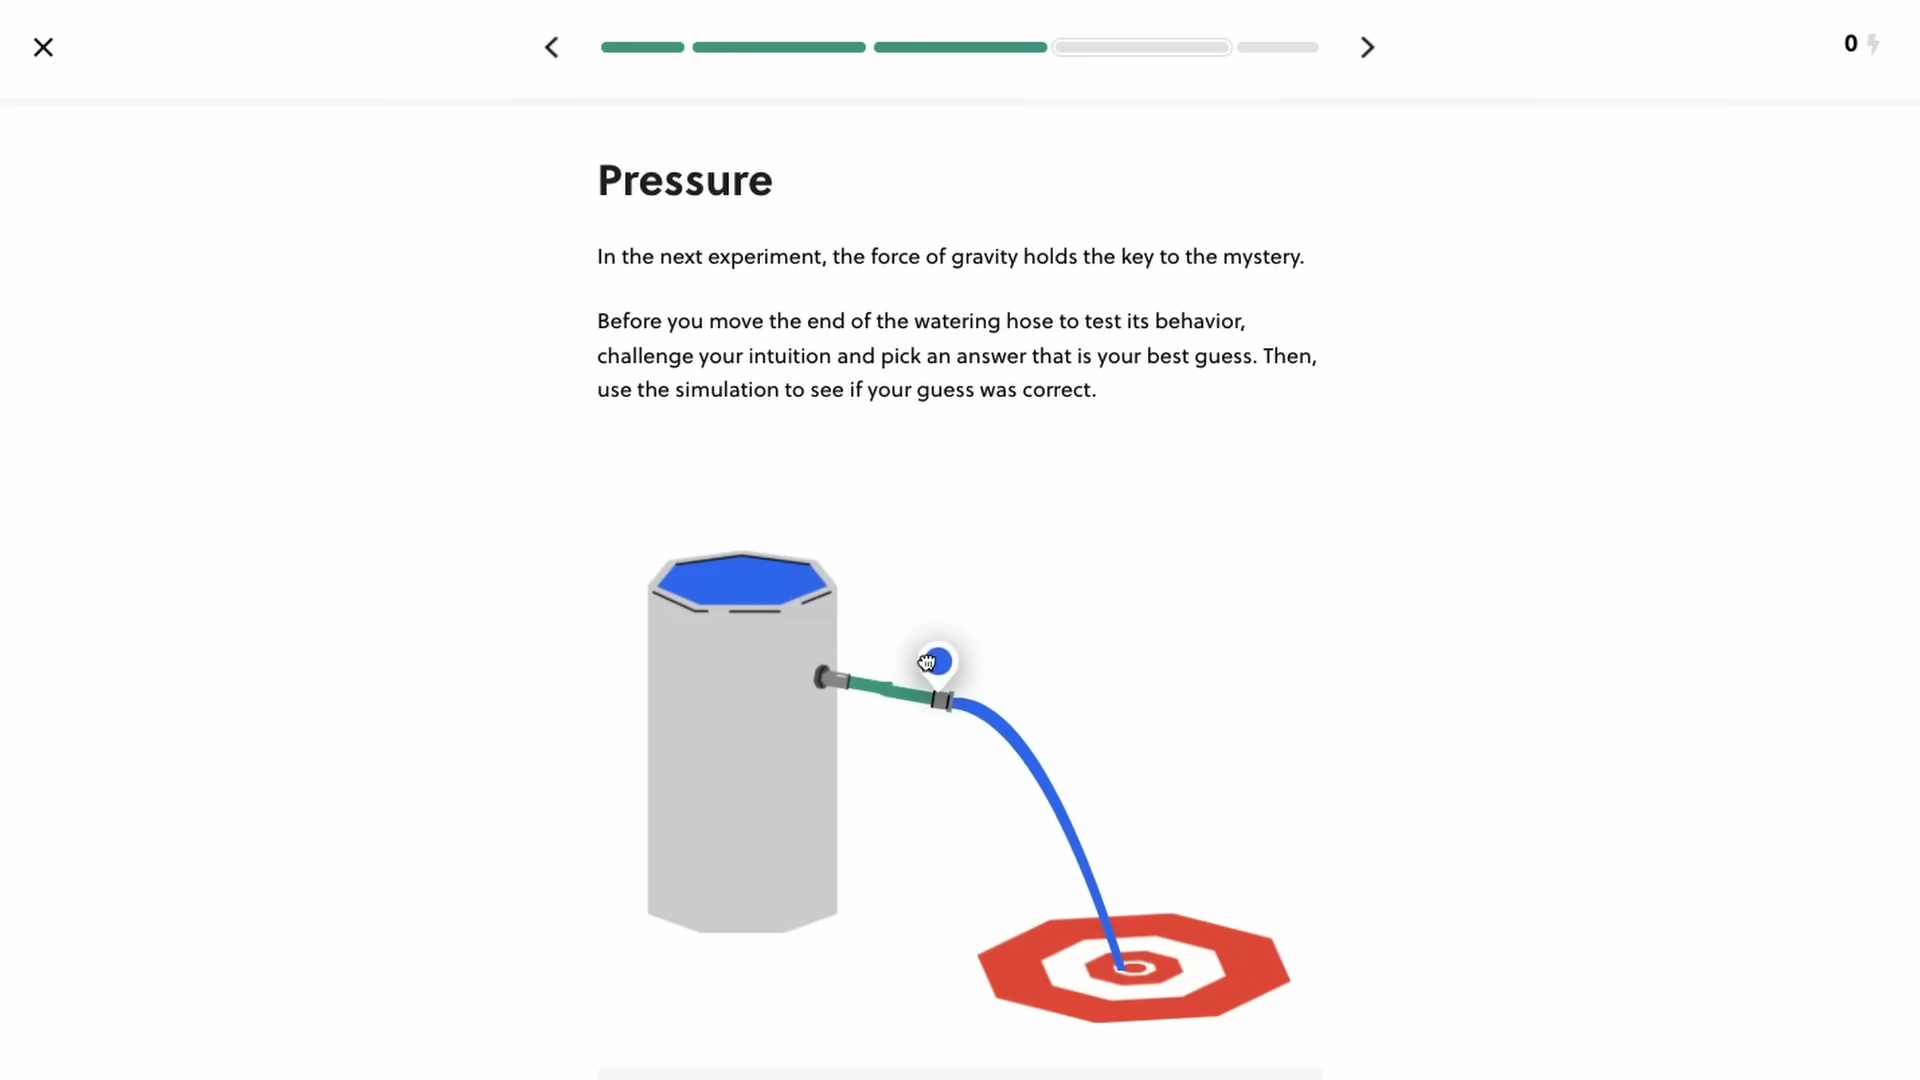 0
Pressure
In the next experiment, the force of gravity holds the key to the mystery.
Before you move the end of the watering hose to test its behavior,
challenge your intuition and pick an answer that is your best guess. Then,
use the simulation to see if your guess was correct.